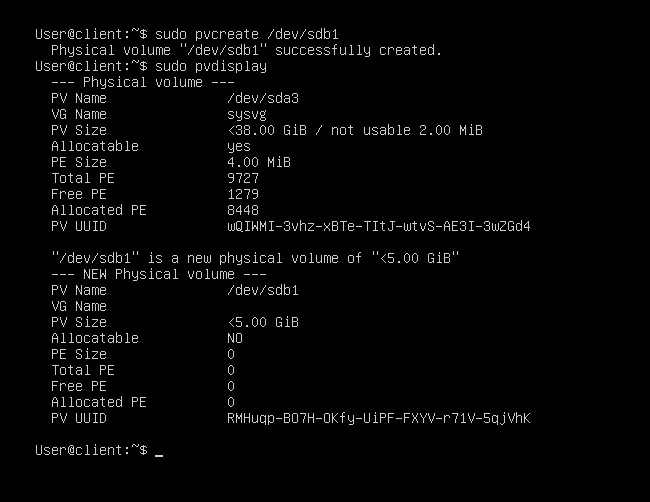 User@client:~$ sudo pvcreate /dev/sdb1
  Physical volume "/dev/sdb1" successfully created.
User@client:~$ sudo pvdisplay
  --- Physical volume ---
  PV Name               /dev/sda3
  VG Name               sysvg
  PV Size               <38.00 GiB / not usable 2.00 MiB
  Allocatable           yes
  PE Size               4.00 MiB
  Total PE              9727
  Free PE               1279
  Allocated PE          8448
  PV UUID               wQIWMI-3vhz-xBTe-TItJ-wtvS-AE3I-3wZGd4

  "/dev/sdb1" is a new physical volume of "<5.00 GiB"
  --- NEW Physical volume ---
  PV Name               /dev/sdb1
  VG Name
  PV Size               <5.00 GiB
  Allocatable           NO
  PE Size               0
  Total PE              0
  Free PE               0
  Allocated PE          0
  PV UUID               RMHuqp-BO7H-OKfy-UiPF-FXYV-r71V-5qjVhK

User@client:~$ _